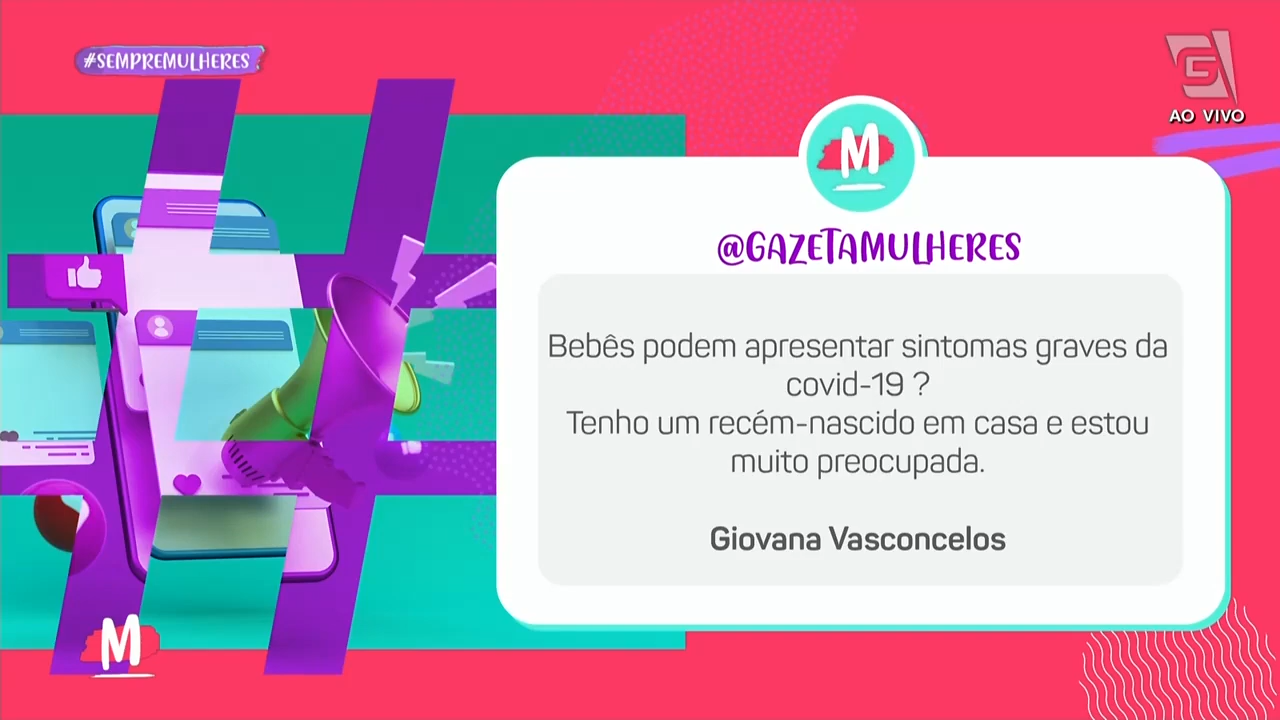 #SEMPREMULHERES
G
AO VIVO
M
@GAZETAMULHERES
Bebês podem apresentar sintomas graves da
covid-19 ?
Tenho um recém-nascido em casa e estou
muito preocupada.
Giovana Vasconcelos
M